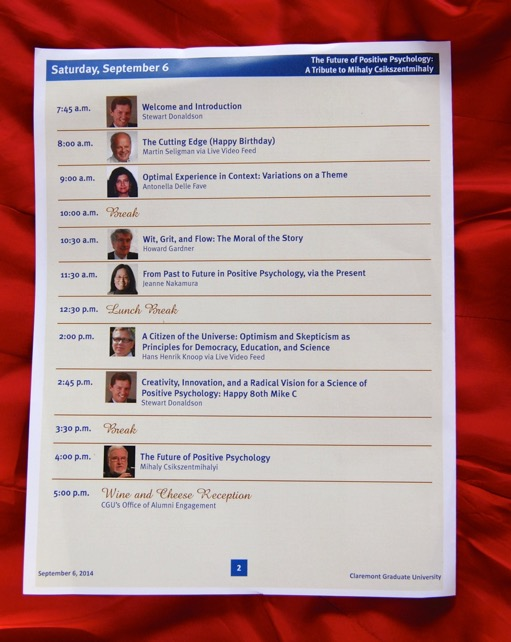 Saturday, September 6
The Future of Positive Psychology:
A Tribute to Mihaly Csikszentmihaly
7:45 a.m.
Welcome and Introduction
Stewart Donaldson
8:00 a.m.
The Cutting Edge (Happy Birthday)
Martin Seligman via Live Video Feed
9:00 a.m.
Optimal Experience in Context: Variations on a Theme
Antonella Delle Fave
10:00 a.m.
Break
10:30 a.m.
Wit, Grit, and Flow: The Moral of the Story
Howard Gardner
11:30 a.m.
From Past to Future in Positive Psychology, via the Present
Jeanne Nakamura
12:30 p.m.
Lunch Break
2:00 p.m.
A Citizen of the Universe: Optimism and Skepticism as
Principles for Democracy, Education, and Science
Hans Henrik Knoop via Live Video Feed
2:45 p.m.
Creativity, Innovation, and a Radical Vision for a Science of
Positive Psychology: Happy 80th Mike C
Stewart Donaldson
3:30 p.m.
Break
4:00 p.m.
The Future of Positive Psychology
Mihaly Csikszentmihalyi
5:00 p.m.
Wine and Cheese Reception
CGU's Office of Alumni Engagement
September 6, 2014
2
Claremont Graduate University